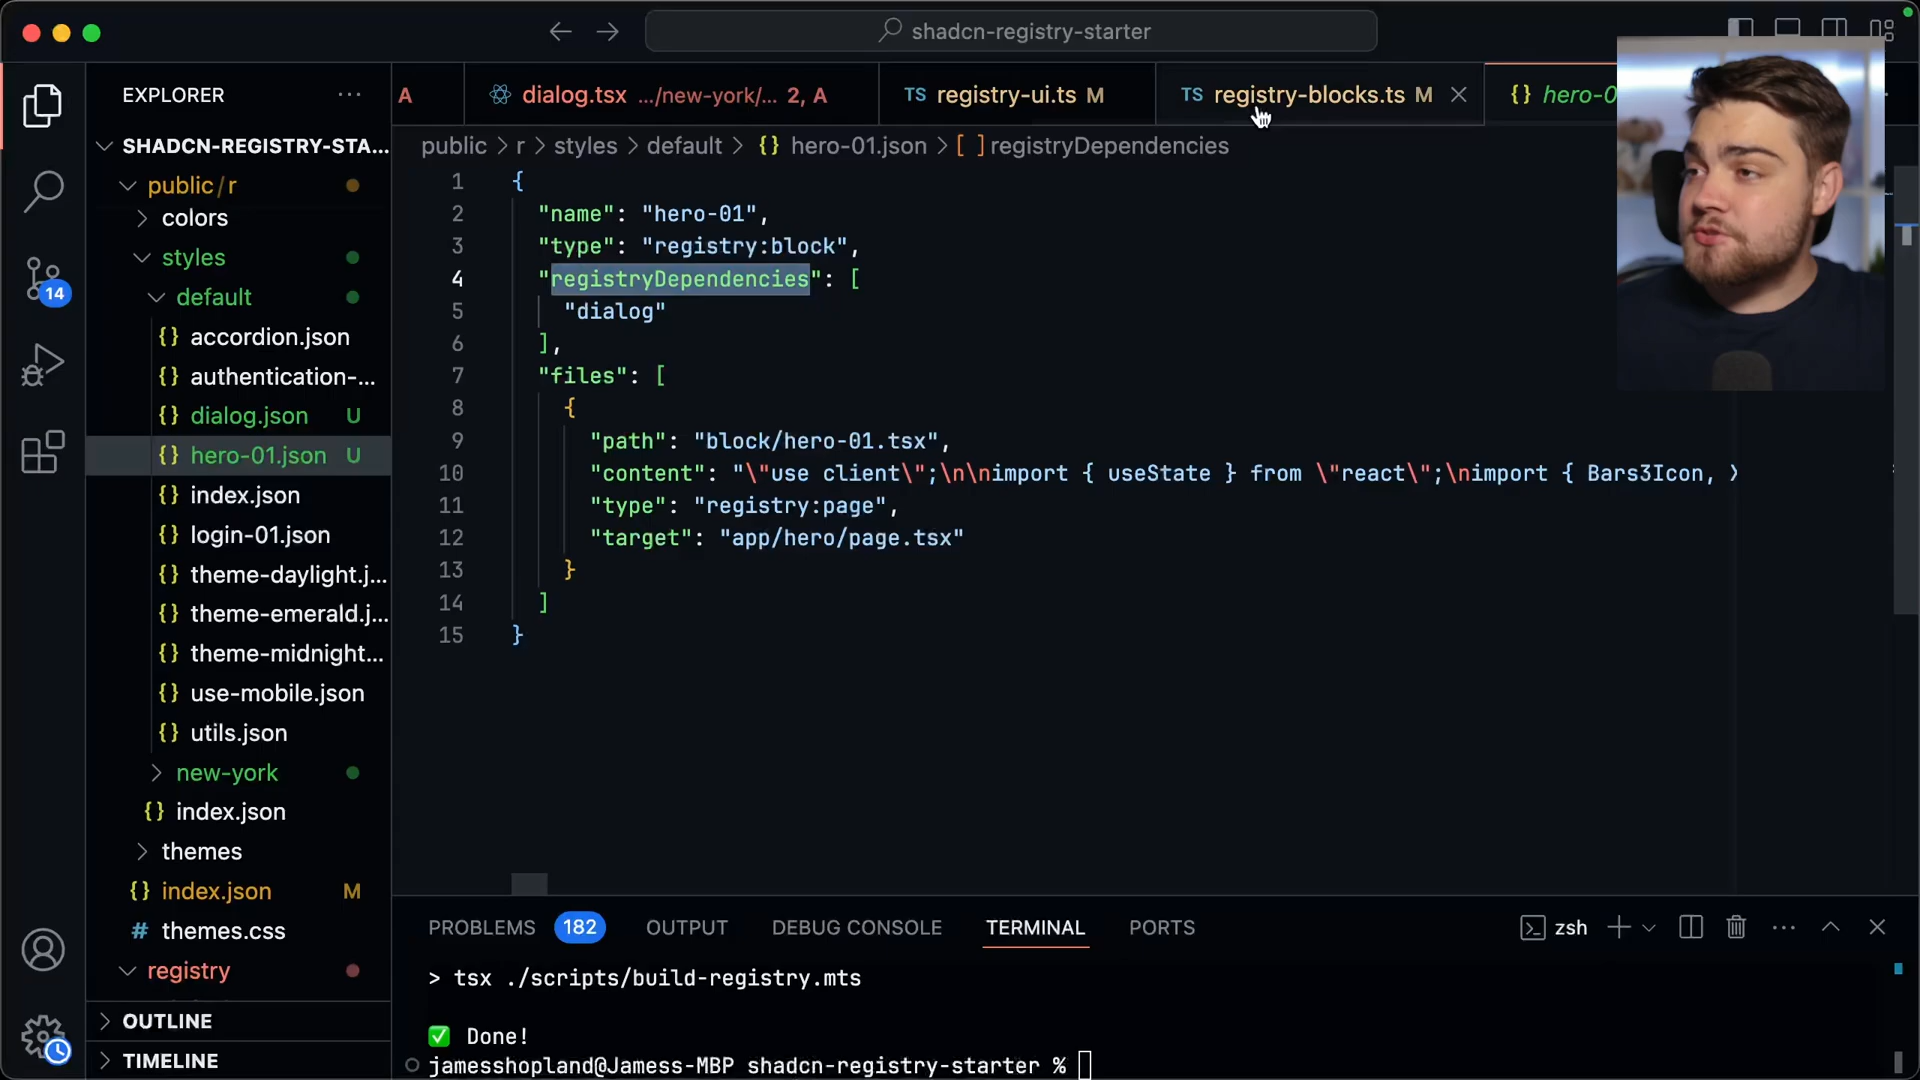 shadcn-registry-starter
EXPLORER
SHADCN-REGISTRY-STA...
public/r
colors
styles
default
accordion.json
authentication-...
dialog.json U
hero-01.json U
index.json
login-01.json
theme-daylight.j...
theme-emerald.j...
theme-midnight...
use-mobile.json
utils.json
new-york
index.json
themes
{} index.json M
# themes.css
registry
OUTLINE
TIMELINE
14
A
dialog.tsx .../new-york/... 2, A
TS registry-ui.ts M
TS registry-blocks.ts M
{} hero-0
public > r > styles > default > {} hero-01.json > [ ] registryDependencies
1 {
2 "name": "hero-01",
3 "type": "registry:block",
4 "registryDependencies": [
5 "dialog"
6 ],
7 "files": [
8 {
9 "path": "block/hero-01.tsx",
10 "content": "\"use client\";\n\nimport { useState } from \"react\";\nimport { Bars3Icon, X
11 "type": "registry:page",
12 "target": "app/hero/page.tsx"
13 }
14 ]
15 }
PROBLEMS 182 OUTPUT DEBUG CONSOLE TERMINAL PORTS
zsh
> tsx ./scripts/build-registry.mts
✅ Done!
jamesshopland@Jamess-MBP shadcn-registry-starter %